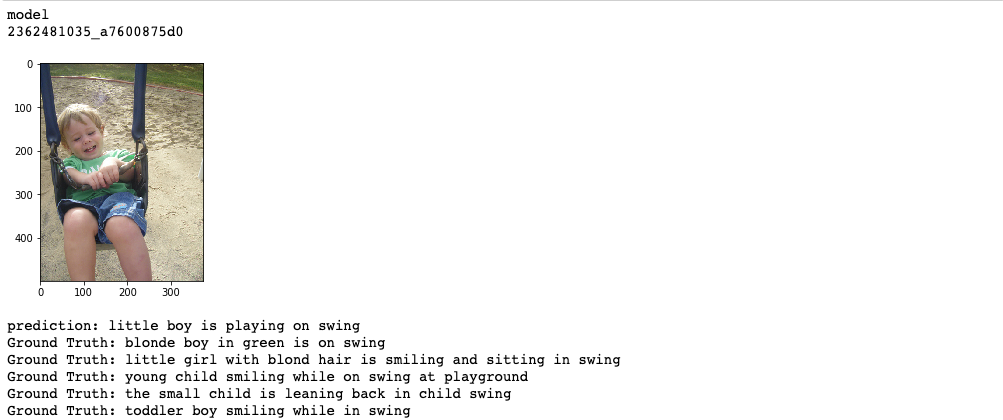 model
2362481035_a7600875d0
0
100
200
300
400
0 100 200 300
prediction: little boy is playing on swing
Ground Truth: blonde boy in green is on swing
Ground Truth: little girl with blond hair is smiling and sitting in swing
Ground Truth: young child smiling while on swing at playground
Ground Truth: the small child is leaning back in child swing
Ground Truth: toddler boy smiling while in swing